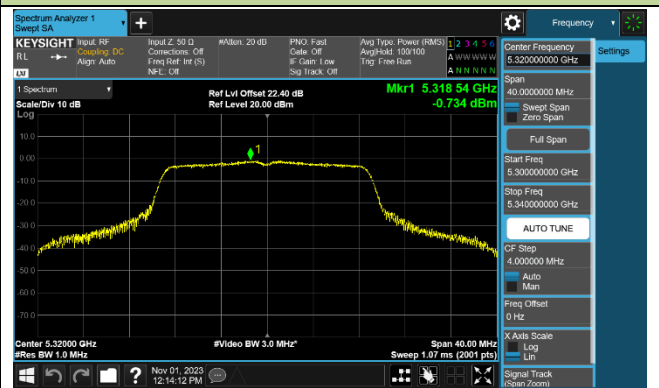 Spectrum Analyzer 1
Swept SA
Frequency
KEYSIGHT
RL
LXI
Input: RF
Coupling: DC
Align: Auto
Input Z: 50 Ω
Corrections: Off
Freq Ref: Int (S)
NFE: Off
#Atten: 20 dB
PNO: Fast
Gate: Off
IF Gain: Low
Sig Track: Off
Avg Type: Power (RMS)
Avg|Hold: 100/100
Trig: Free Run
1 2 3 4 5 6
A W W W W W
A N N N N N
1 Spectrum
Scale/Div 10 dB
Log
Ref Lvl Offset 22.40 dB
Ref Level 20.00 dBm
Mkr1 5.318 54 GHz
-0.734 dBm
1
10.0
0.00
-10.0
-20.0
-30.0
-40.0
-50.0
-60.0
-70.0
Center 5.32000 GHz
#Res BW 1.0 MHz
#Video BW 3.0 MHz*
Span 40.00 MHz
Sweep 1.07 ms (2001 pts)
Nov 01, 2023
12:14:12 PM
Center Frequency
5.320000000 GHz
Settings
Span
40.0000000 MHz
Swept Span
Zero Span
Full Span
Start Freq
5.300000000 GHz
Stop Freq
5.340000000 GHz
AUTO TUNE
CF Step
4.000000 MHz
Auto
Man
Freq Offset
0 Hz
X Axis Scale
Log
Lin
Signal Track
(Span Zoom)